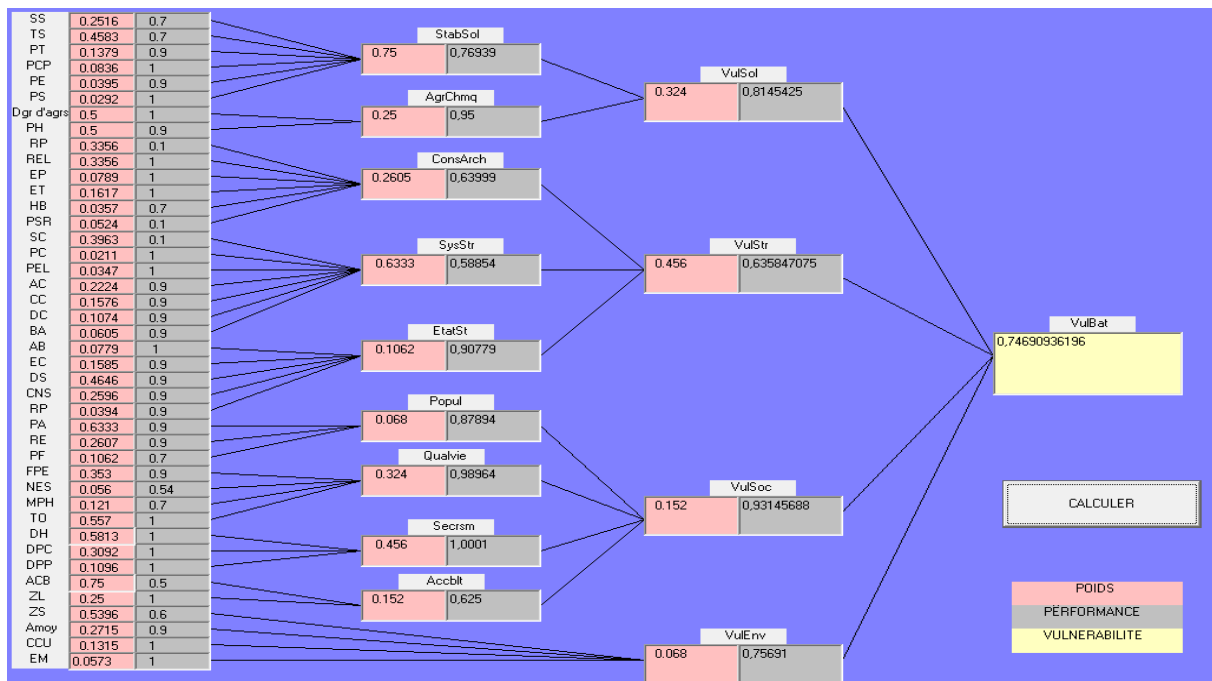 SS 0.2516 0.7
TS 0.4583 0.7
PT 0.1379 0.9
PCP 0.0836 1
PE 0.0395 0.9
PS 0.0292 1
Dgr d'agrs 0.5 1
PH 0.5 0.9
RP 0.3356 0.1
REL 0.3356 1
EP 0.0789 1
ET 0.1617 1
HB 0.0357 0.7
PSR 0.0524 0.1
SC 0.3963 0.1
PC 0.0211 1
PEL 0.0347 1
AC 0.2224 0.9
CC 0.1576 0.9
DC 0.1074 0.9
BA 0.0605 0.9
AB 0.0779 1
EC 0.1585 0.9
DS 0.4646 0.9
CNS 0.2596 0.9
RP 0.0394 0.9
PA 0.6333 0.9
RE 0.2607 0.9
PF 0.1062 0.7
FPE 0.353 0.9
NES 0.056 0.54
MPH 0.121 0.7
TO 0.557 1
DH 0.5813 1
DPC 0.3092 1
DPP 0.1096 1
ACB 0.75 0.5
ZL 0.25 1
ZS 0.5396 0.6
Amoy 0.2715 0.9
CCU 0.1315 1
EM 0.0573 1
StabSol
0.75 0,76939
AgrChmq
0.25 0,95
ConsArch
0.2605 0,63999
SysStr
0.6333 0,58854
EtatSt
0.1062 0,90779
Popul
0.068 0,87894
Qualvie
0.324 0,98964
Secrsm
0.456 1,0001
Accblt
0.152 0,625
VulSol
0.324 0,8145425
VulStr
0.456 0,635847075
VulSoc
0.152 0,93145688
VulEnv
0.068 0,75691
VulBat
0,74690936196
CALCULER
POIDS
PERFORMANCE
VULNERABILITE